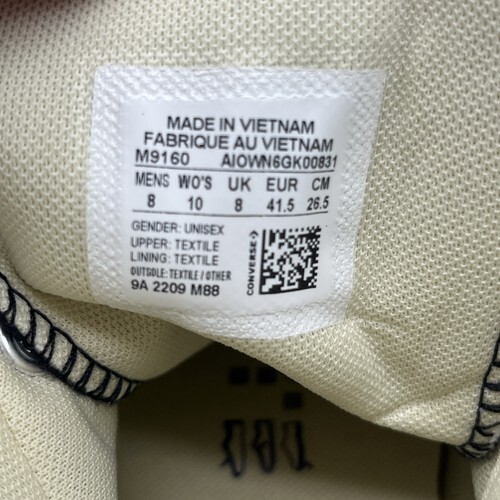 MADE IN VIETNAM
FABRIQUE AU VIETNAM
M9160 AIOWN6GK00831
MENS WO'S UK EUR CM
8 10 8 41.5 26.5
GENDER: UNISEX
UPPER: TEXTILE
LINING: TEXTILE
OUTSOLE: TEXTILE / OTHER
9A 2209 M88
CONVERSE